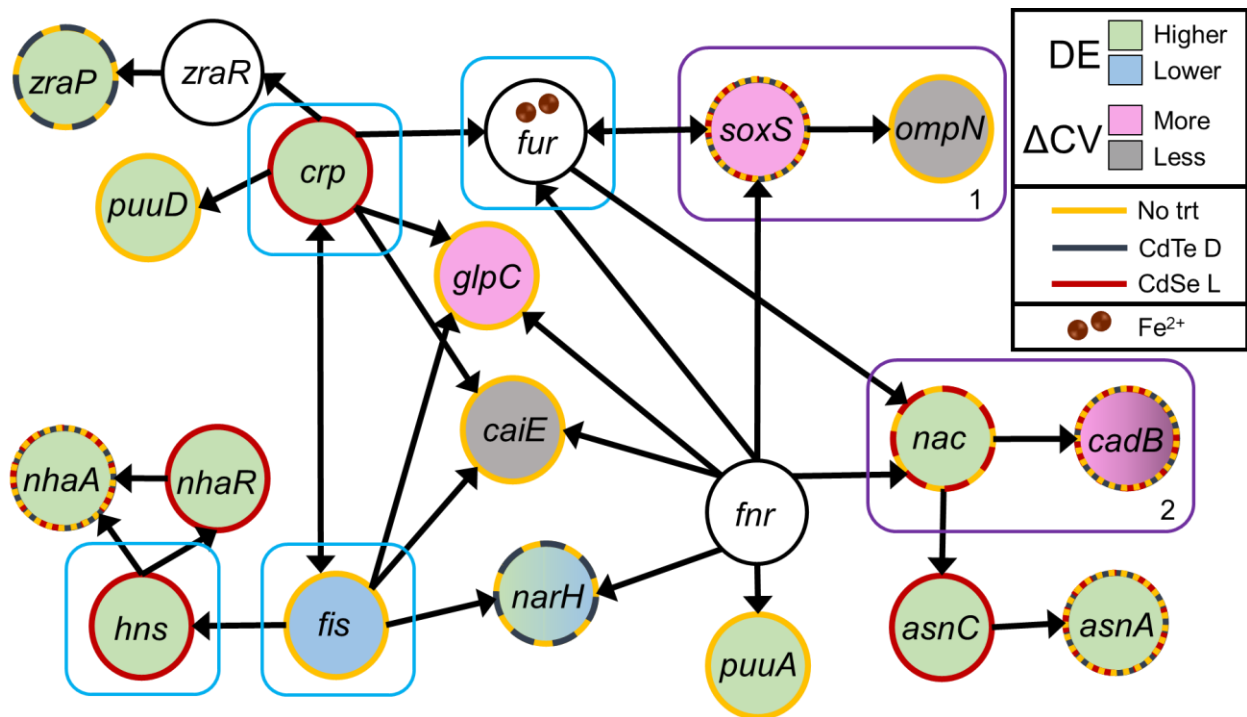 zraP
zraR
fur
soxS
ompN
1
crp
puuD
glpC
caiE
nac
cadB
2
nhaA
nhaR
fnr
hns
fis
narH
puuA
asnC
asnA
DE
Higher
Lower
ΔCV
More
Less
No trt
CdTe D
CdSe L
Fe²⁺